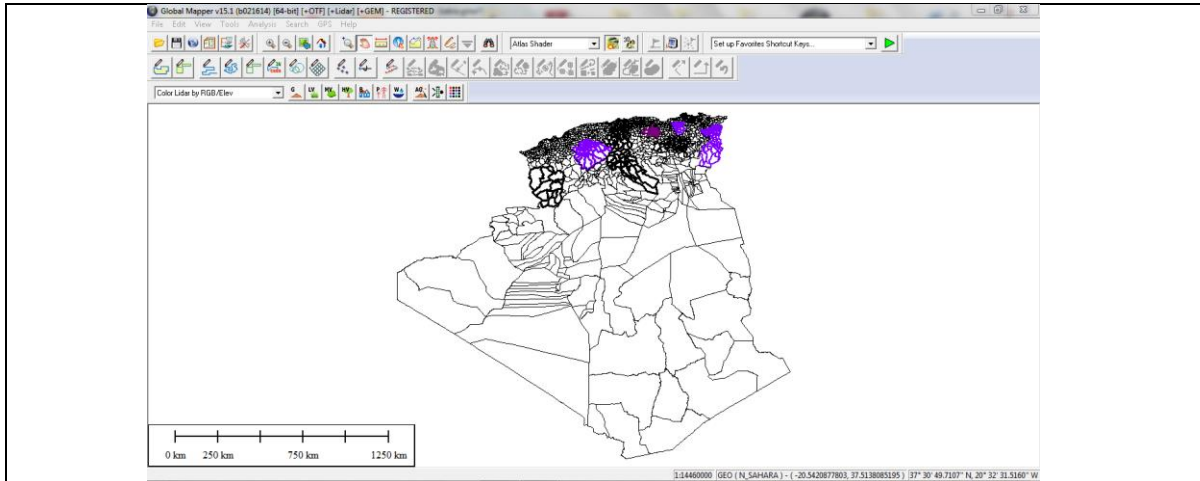 Global Mapper v15.1 (b021614) [64-bit] [+OTF] [+Lidar] [+GEM] - REGISTERED
File Edit View Tools Analysis Search GPS Help
Atlas Shader
Set up Favorites Shortcut Keys...
Color Lidar by RGB/Elev
0 km 250 km 750 km 1250 km
1:14460000 GEO ( N_SAHARA ) - ( -20.5420877803, 37.5138085195 ) 37° 30' 49.7107" N, 20° 32' 31.5160" W